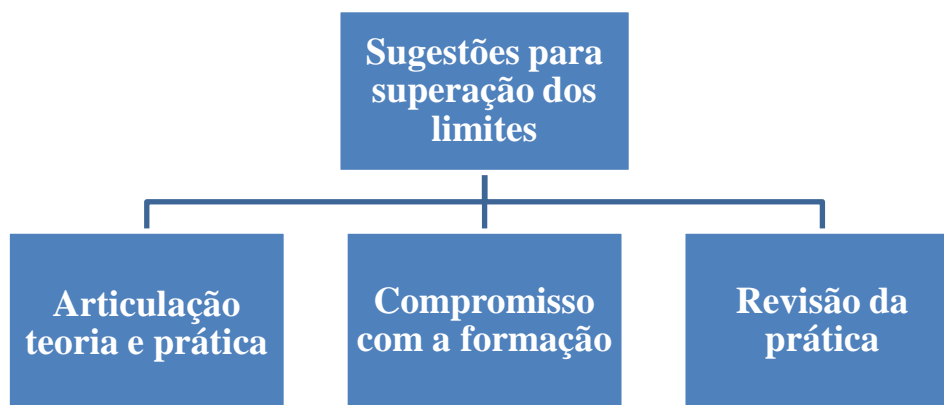 Sugestões para
superação dos
limites
Articulação
teoria e prática
Compromisso
com a formação
Revisão da
prática